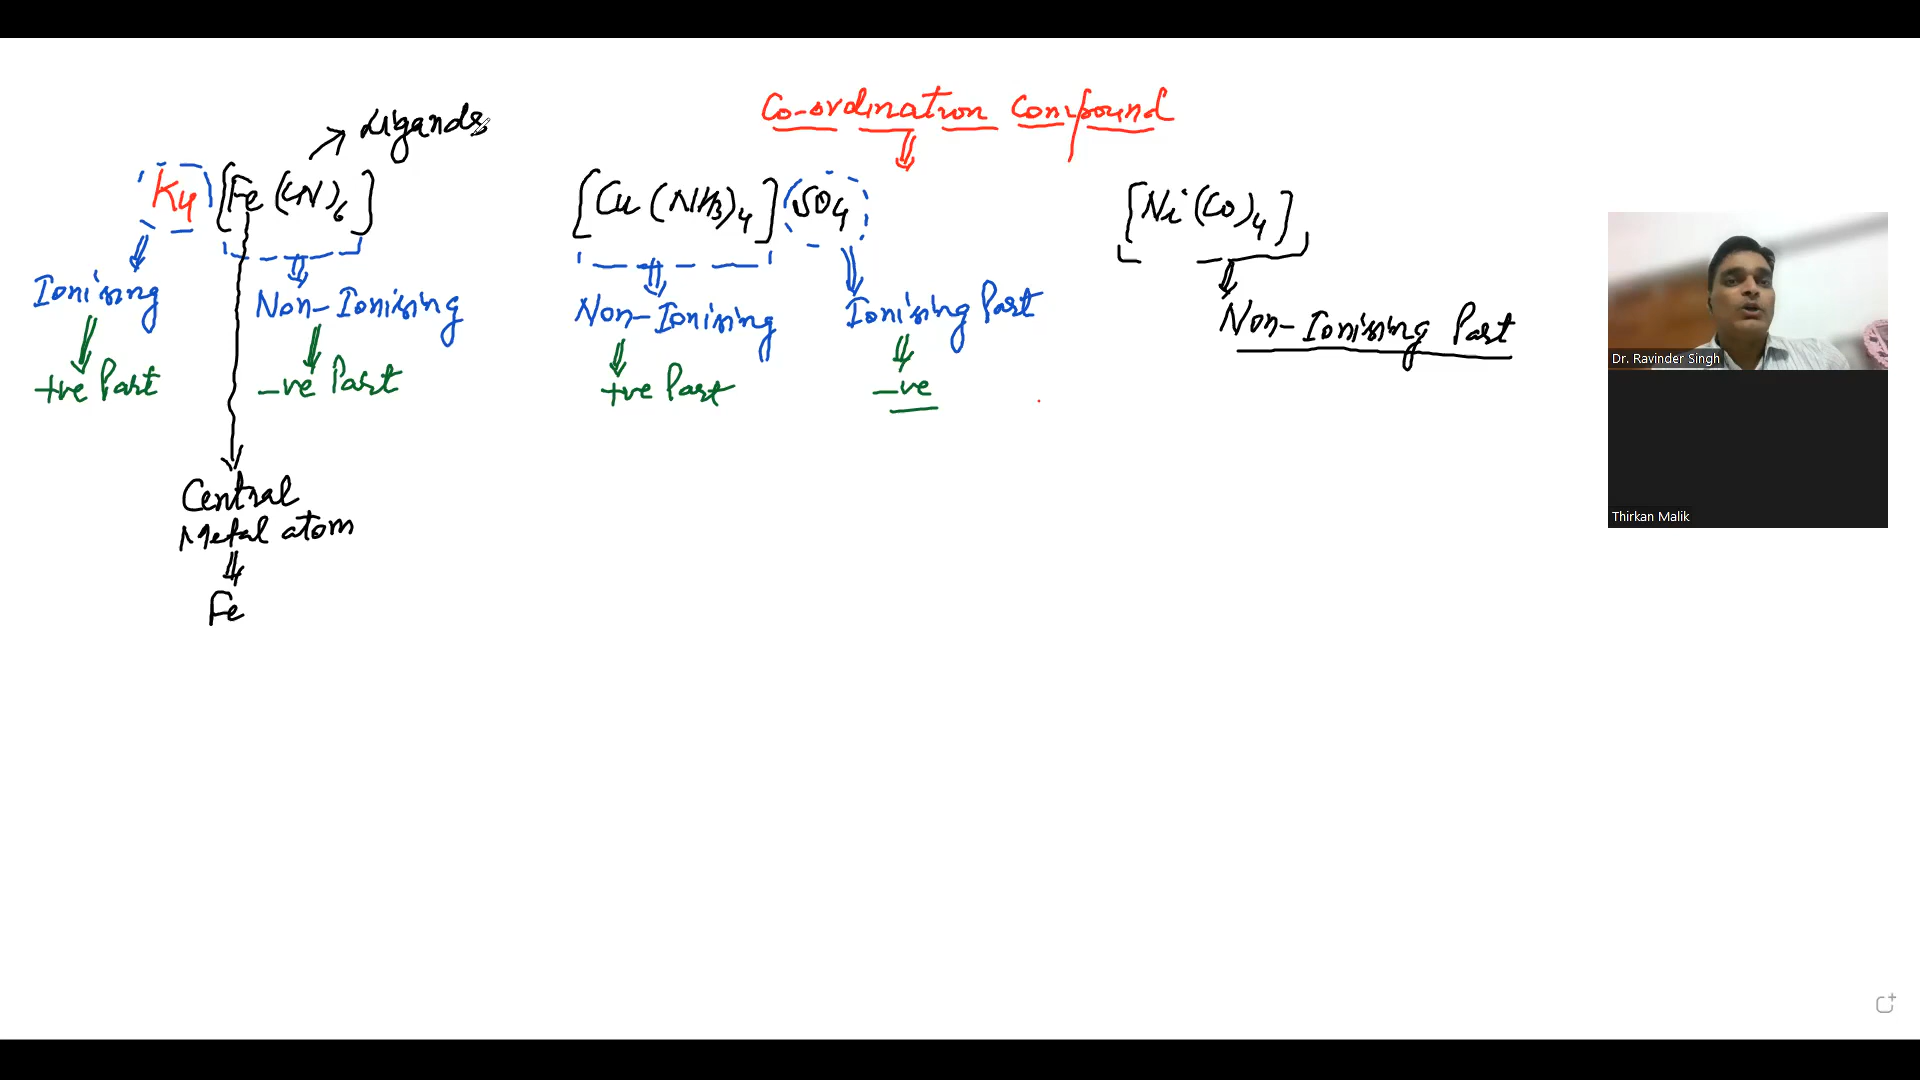 Co-ordination Compound
Ligands
K4 [Fe(CN)6]
[Cu(NH3)4] SO4
[Ni(CO)4]
Ionising
Non-Ionising
Non-Ionising
Ionising Part
Non-Ionising Part
+ve Part
-ve Part
+ve Part
-ve
Central
Metal atom
Fe
Dr. Ravinder Singh
Thirkan Malik